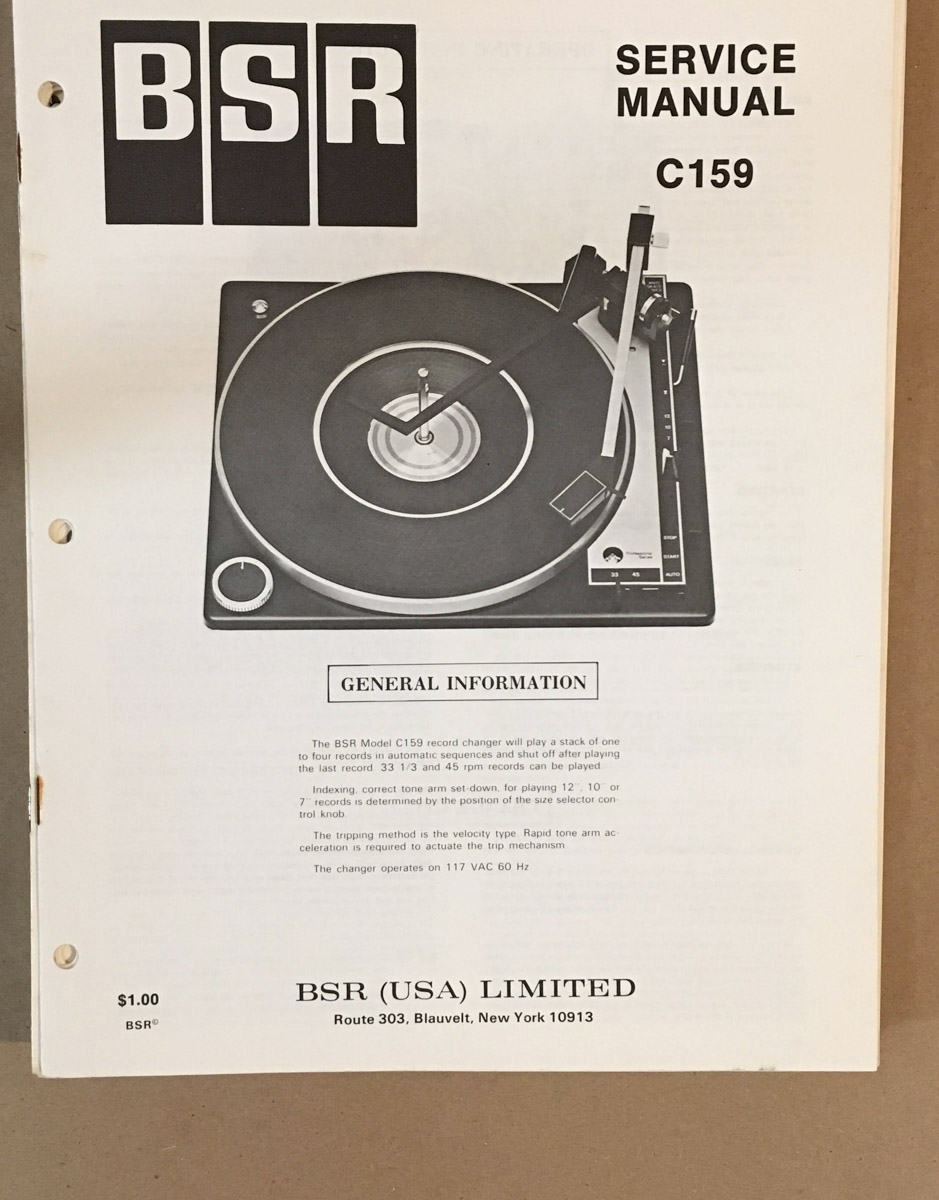 BSR
SERVICE
MANUAL
C159
12
10
7
STOP
START
AUTO
Professional
Series
33 45
GENERAL INFORMATION
The BSR Model C159 record changer will play a stack of one
to four records in automatic sequences and shut off after playing
the last record. 33 1/3 and 45 rpm records can be played.
Indexing, correct tone arm set-down, for playing 12", 10" or
7" records is determined by the position of the size selector con-
trol knob.
The tripping method is the velocity type. Rapid tone arm ac-
celeration is required to actuate the trip mechanism.
The changer operates on 117 VAC 60 Hz
$1.00
BSR©
BSR (USA) LIMITED
Route 303, Blauvelt, New York 10913